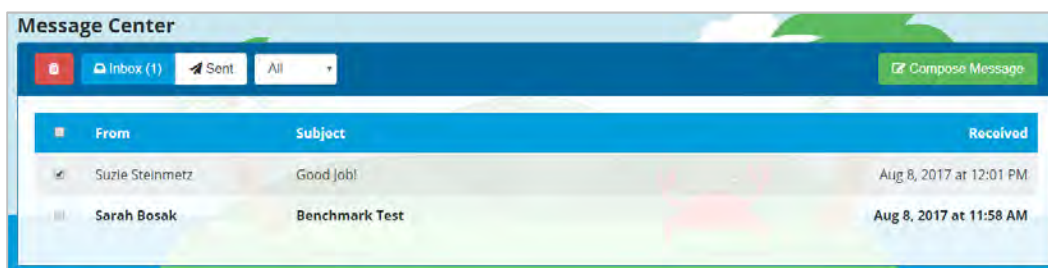 Message Center
Inbox (1) Sent All Compose Message
From Subject Received
Suzie Steinmetz Good Job! Aug 8, 2017 at 12:01 PM
Sarah Bosak Benchmark Test Aug 8, 2017 at 11:58 AM